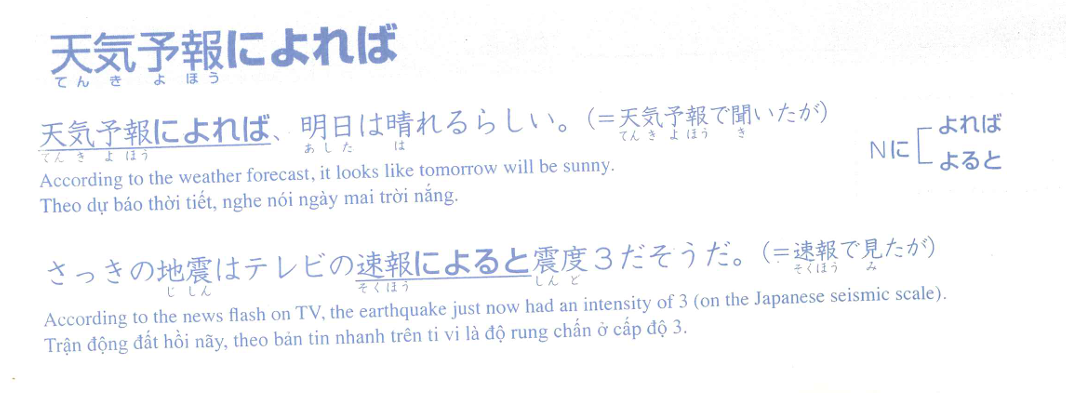 天気予報によれば
てんきよほう
天気予報によれば、明日は晴れるらしい。(=天気予報で聞いたが)
てんきよほう あした は てんきよほう き
According to the weather forecast, it looks like tomorrow will be sunny.
Theo dự báo thời tiết, nghe nói ngày mai trời nắng.
Nに よれば
よると
さっきの地震はテレビの速報によると震度3だそうだ。(=速報で見たが)
じしん そくほう しんど そくほう み
According to the news flash on TV, the earthquake just now had an intensity of 3 (on the Japanese seismic scale).
Trận động đất hồi nãy, theo bản tin nhanh trên ti vi là độ rung chấn ở cấp độ 3.